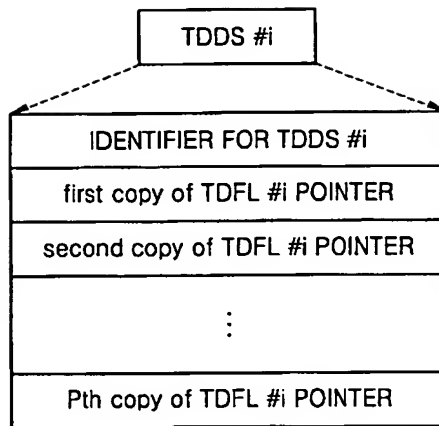 TDDS #i
IDENTIFIER FOR TDDS #i
first copy of TDFL #i POINTER
second copy of TDFL #i POINTER
⋮
Pth copy of TDFL #i POINTER